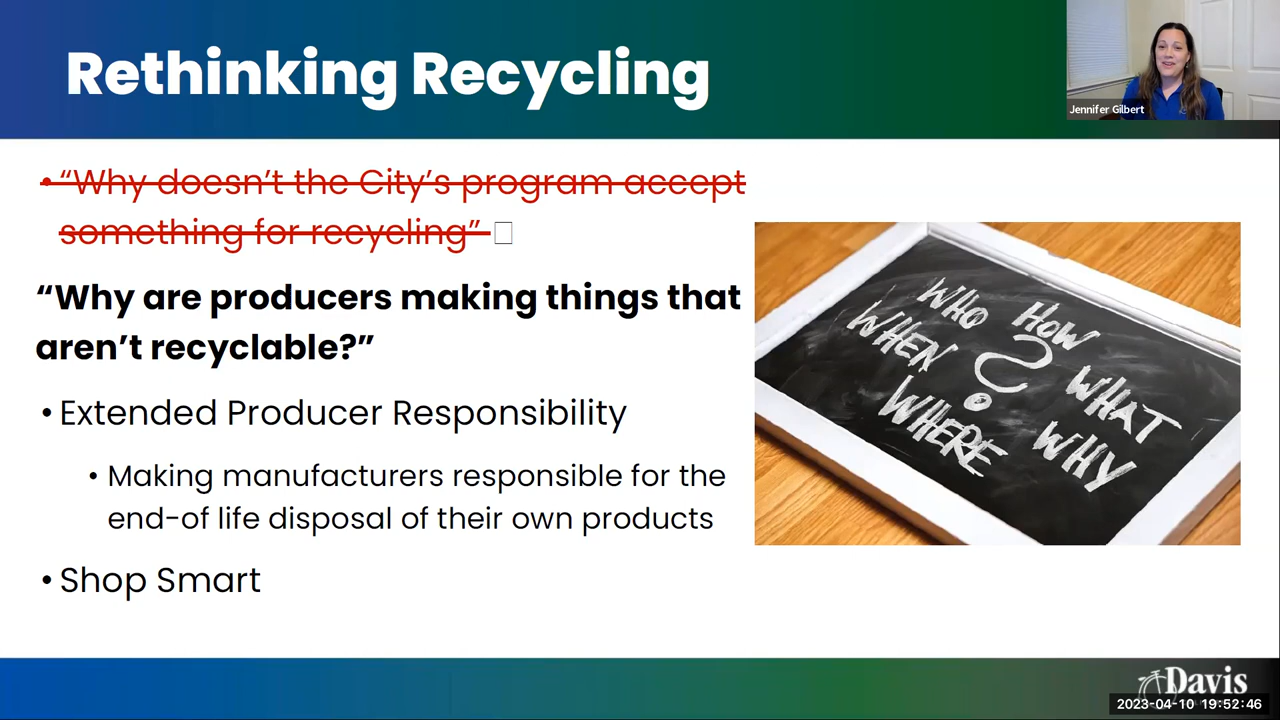 Rethinking Recycling
Jennifer Gilbert
• “Why doesn’t the City’s program accept
something for recycling”
“Why are producers making things that
aren’t recyclable?”
• Extended Producer Responsibility
• Making manufacturers responsible for the
end-of life disposal of their own products
• Shop Smart
WHO HOW
WHEN ? WHAT
WHERE WHY
Davis
2023-04-10 19:52:46